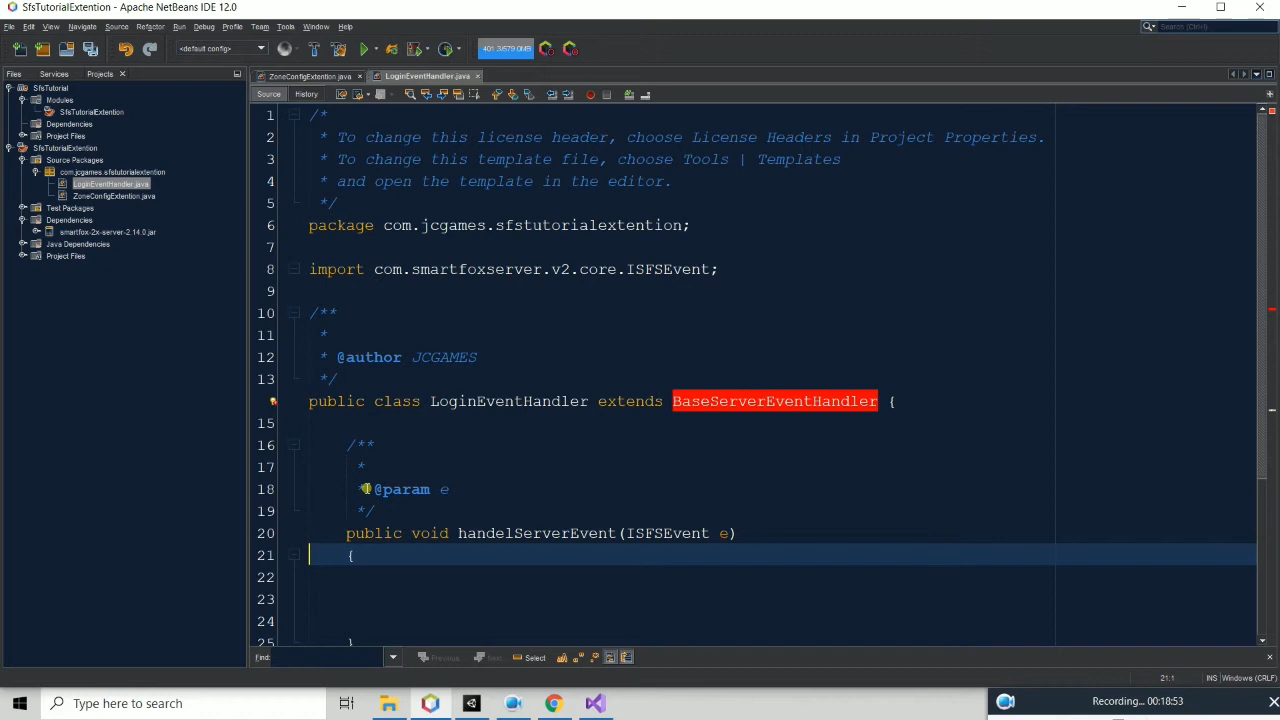 SfsTutorialExtention - Apache NetBeans IDE 12.0
File Edit View Navigate Source Refactor Run Debug Profile Team Tools Window Help
Search (Ctrl+I)
<default config>
401.3/579.0MB
Files Services Projects
ZoneConfigExtention.java LoginEventHandler.java
Source History
SfsTutorial
Modules
SfsTutorialExtention
Dependencies
Project Files
SfsTutorialExtention
Source Packages
com.jcgames.sfstutorialextention
LoginEventHandler.java
ZoneConfigExtention.java
Test Packages
Dependencies
smartfox-2x-server-2.14.0.jar
Java Dependencies
Project Files
1 /*
2 * To change this license header, choose License Headers in Project Properties.
3 * To change this template file, choose Tools | Templates
4 * and open the template in the editor.
5 */
6 package com.jcgames.sfstutorialextention;
7
8 import com.smartfoxserver.v2.core.ISFSEvent;
9
10 /**
11 *
12 * @author JCGAMES
13 */
public class LoginEventHandler extends BaseServerEventHandler {
15
16 /**
17 *
18 * @param e
19 */
20 public void handelServerEvent(ISFSEvent e)
21 {
22
23
24
25 }
Find: Previous Next Select
21:1 INS Windows (CRLF)
Type here to search
Recording... 00:18:53